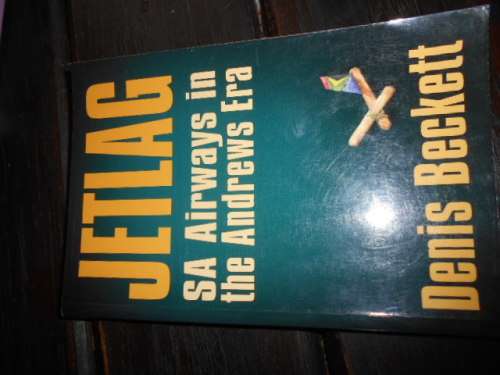 JETLAG
SA Airways in
the Andrews Era
Denis Beckett